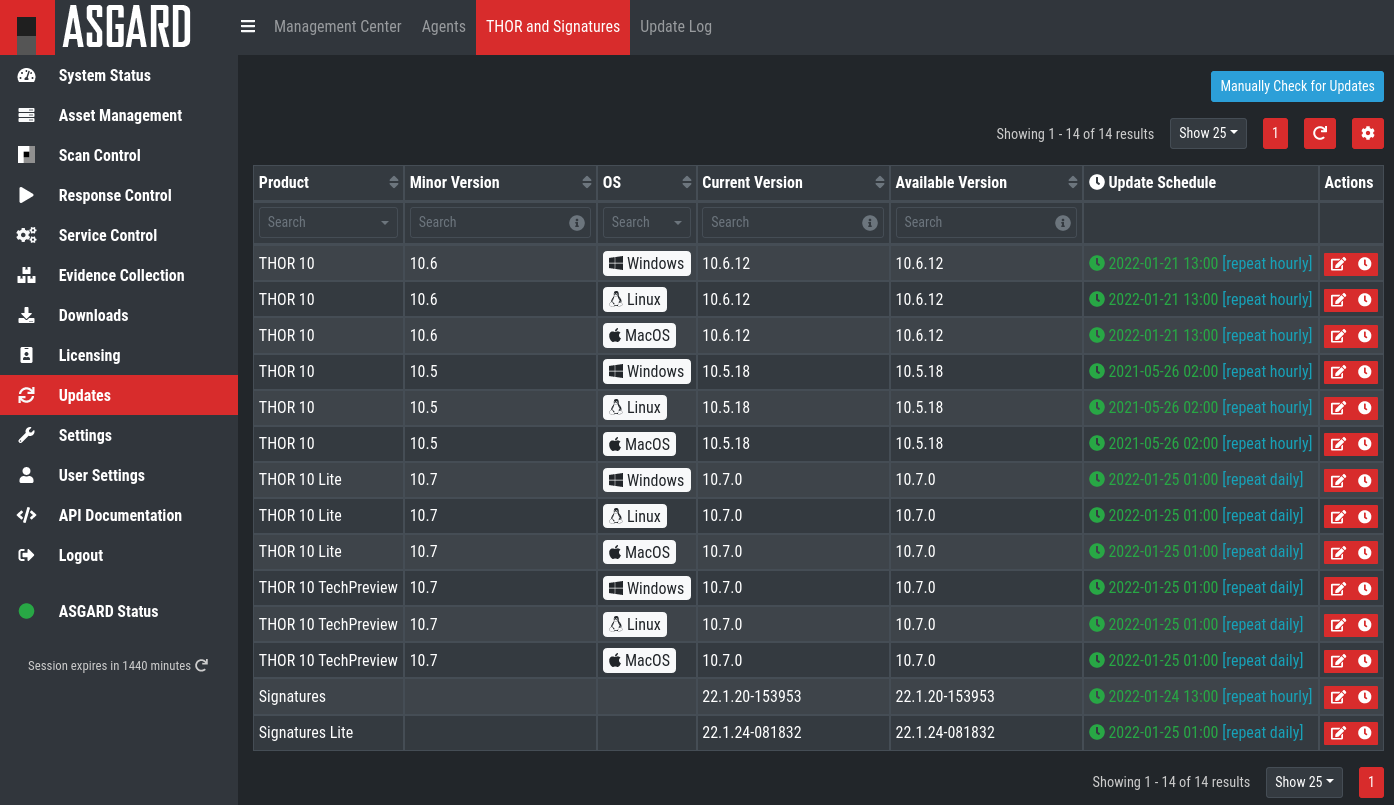 ASGARD
Management Center Agents THOR and Signatures Update Log
System Status
Asset Management
Scan Control
Response Control
Service Control
Evidence Collection
Downloads
Licensing
Updates
Settings
User Settings
API Documentation
Logout
ASGARD Status
Session expires in 1440 minutes
Manually Check for Updates
Showing 1 - 14 of 14 results Show 25 1
Product Minor Version OS Current Version Available Version Update Schedule Actions
Search Search Search Search Search
THOR 10 10.6 Windows 10.6.12 10.6.12 2022-01-21 13:00 [repeat hourly]
THOR 10 10.6 Linux 10.6.12 10.6.12 2022-01-21 13:00 [repeat hourly]
THOR 10 10.6 MacOS 10.6.12 10.6.12 2022-01-21 13:00 [repeat hourly]
THOR 10 10.5 Windows 10.5.18 10.5.18 2021-05-26 02:00 [repeat hourly]
THOR 10 10.5 Linux 10.5.18 10.5.18 2021-05-26 02:00 [repeat hourly]
THOR 10 10.5 MacOS 10.5.18 10.5.18 2021-05-26 02:00 [repeat hourly]
THOR 10 Lite 10.7 Windows 10.7.0 10.7.0 2022-01-25 01:00 [repeat daily]
THOR 10 Lite 10.7 Linux 10.7.0 10.7.0 2022-01-25 01:00 [repeat daily]
THOR 10 Lite 10.7 MacOS 10.7.0 10.7.0 2022-01-25 01:00 [repeat daily]
THOR 10 TechPreview 10.7 Windows 10.7.0 10.7.0 2022-01-25 01:00 [repeat daily]
THOR 10 TechPreview 10.7 Linux 10.7.0 10.7.0 2022-01-25 01:00 [repeat daily]
THOR 10 TechPreview 10.7 MacOS 10.7.0 10.7.0 2022-01-25 01:00 [repeat daily]
Signatures 22.1.20-153953 22.1.20-153953 2022-01-24 13:00 [repeat hourly]
Signatures Lite 22.1.24-081832 22.1.24-081832 2022-01-25 01:00 [repeat daily]
Showing 1 - 14 of 14 results Show 25 1